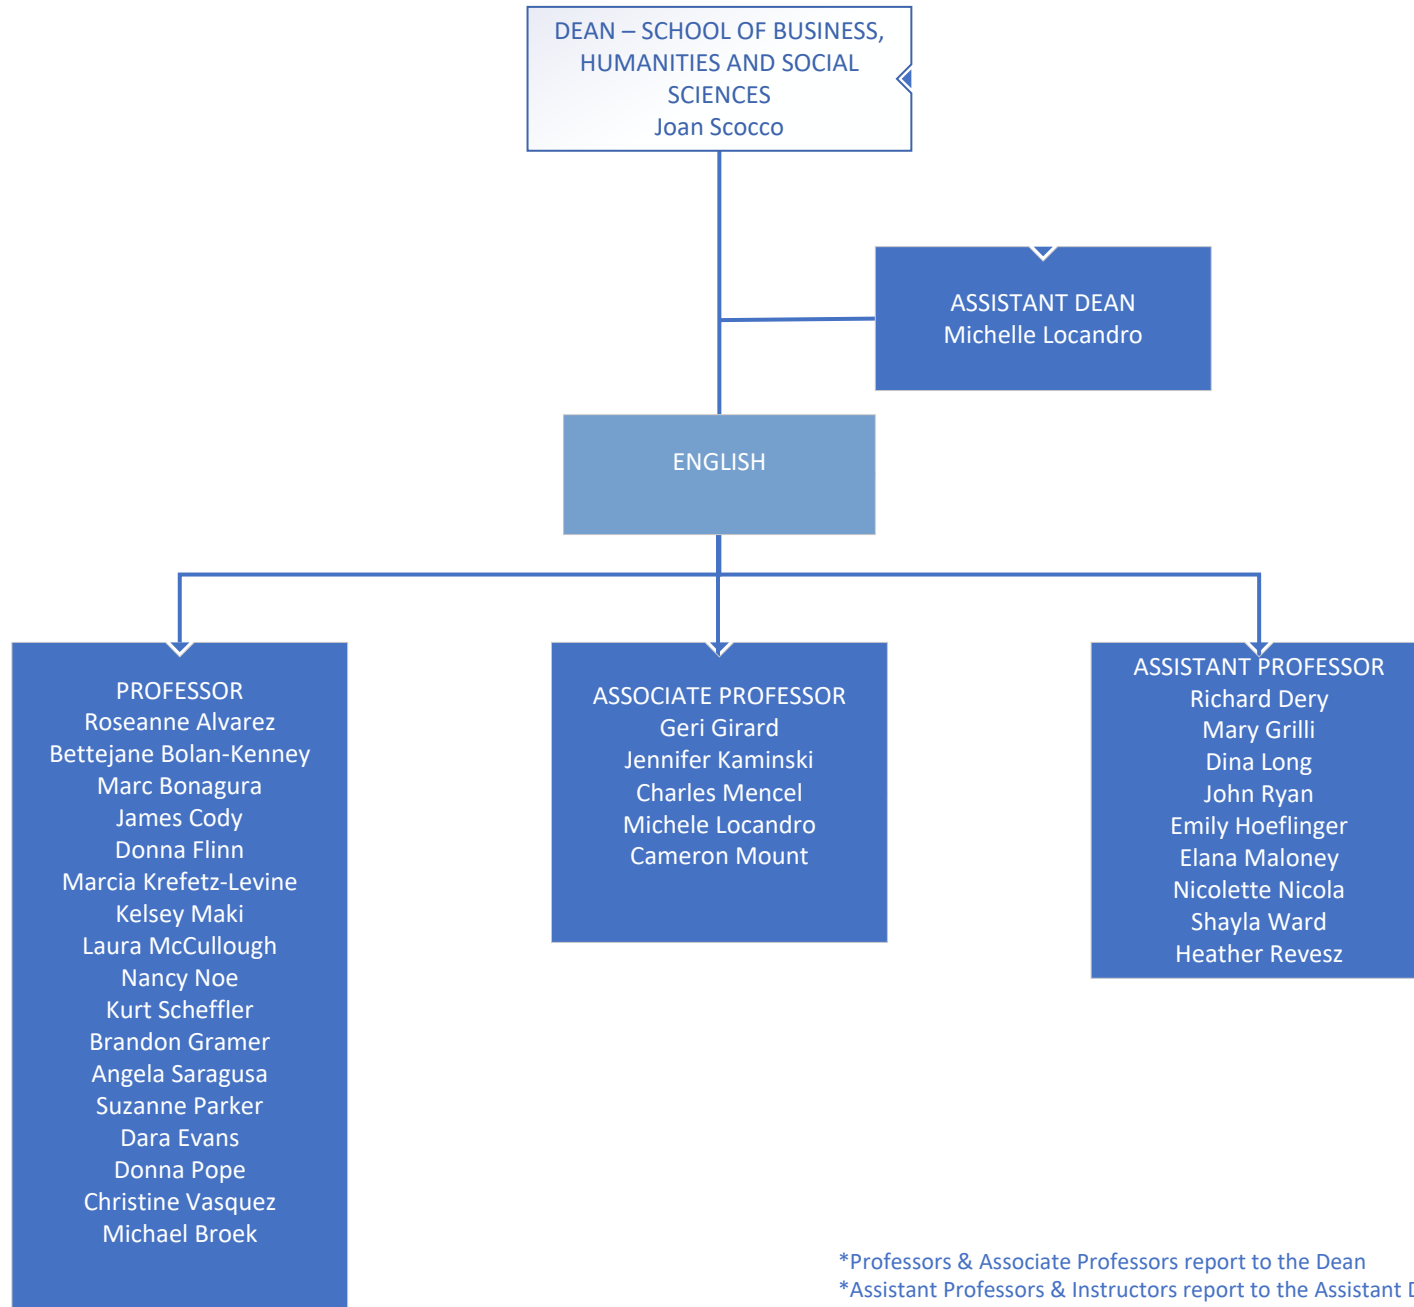 DEAN – SCHOOL OF BUSINESS,
HUMANITIES AND SOCIAL
SCIENCES
Joan Scocco
ASSISTANT DEAN
Michelle Locandro
ENGLISH
PROFESSOR
Roseanne Alvarez
Bettejane Bolan-Kenney
Marc Bonagura
James Cody
Donna Flinn
Marcia Krefetz-Levine
Kelsey Maki
Laura McCullough
Nancy Noe
Kurt Scheffler
Brandon Gramer
Angela Saragusa
Suzanne Parker
Dara Evans
Donna Pope
Christine Vasquez
Michael Broek
ASSOCIATE PROFESSOR
Geri Girard
Jennifer Kaminski
Charles Mencel
Michele Locandro
Cameron Mount
ASSISTANT PROFESSOR
Richard Dery
Mary Grilli
Dina Long
John Ryan
Emily Hoeflinger
Elana Maloney
Nicolette Nicola
Shayla Ward
Heather Revesz
*Professors & Associate Professors report to the Dean
*Assistant Professors & Instructors report to the Assistant